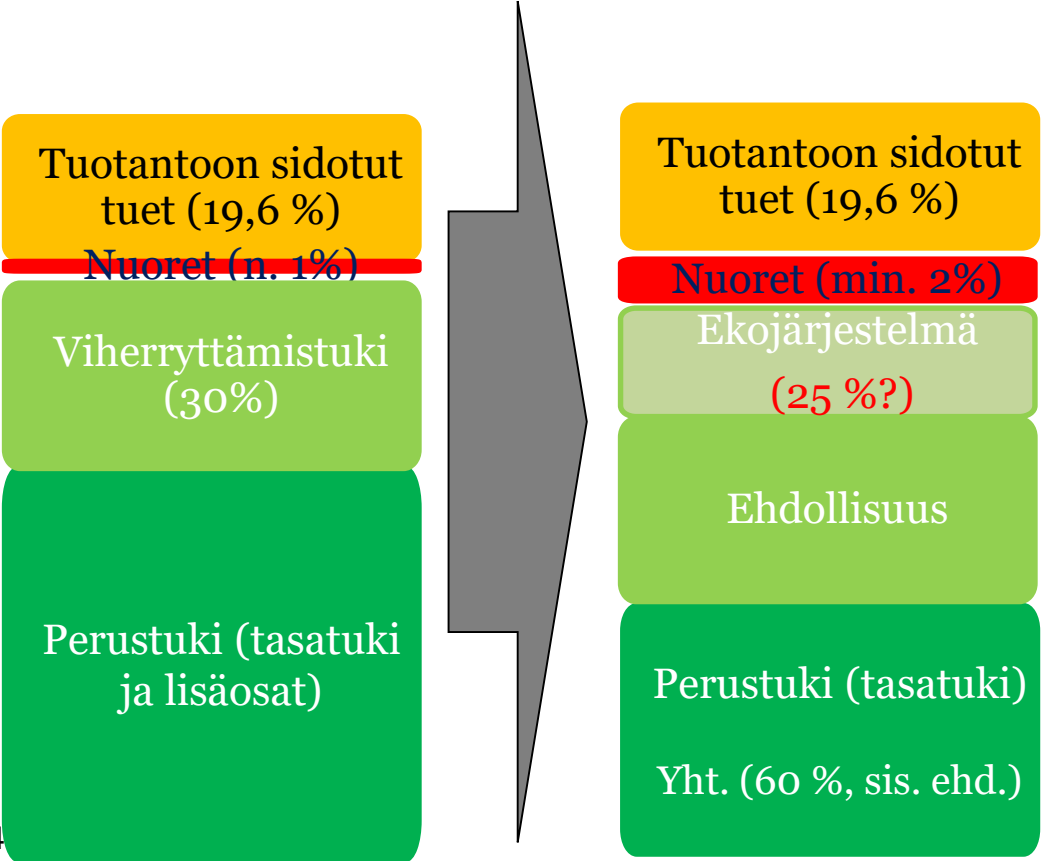 Tuotantoon sidotut
tuet (19,6 %)
Nuoret (n. 1%)
Viherryttämistuki
(30%)
Perustuki (tasatuki
ja lisäosat)
Tuotantoon sidotut
tuet (19,6 %)
Nuoret (min. 2%)
Ekojärjestelmä
(25 %?)
Ehdollisuus
Perustuki (tasatuki)
Yht. (60 %, sis. ehd.)